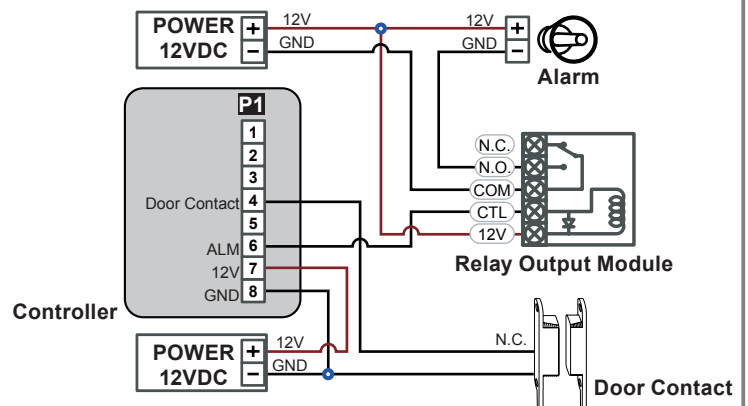 POWER + 12V 12V +
12VDC - GND GND -
Alarm
P1
1
2
3
Door Contact 4
5
ALM 6
12V 7
GND 8
Controller
N.C.
N.O.
COM
CTL
12V
Relay Output Module
POWER + 12V
12VDC - GND
N.C.
Door Contact